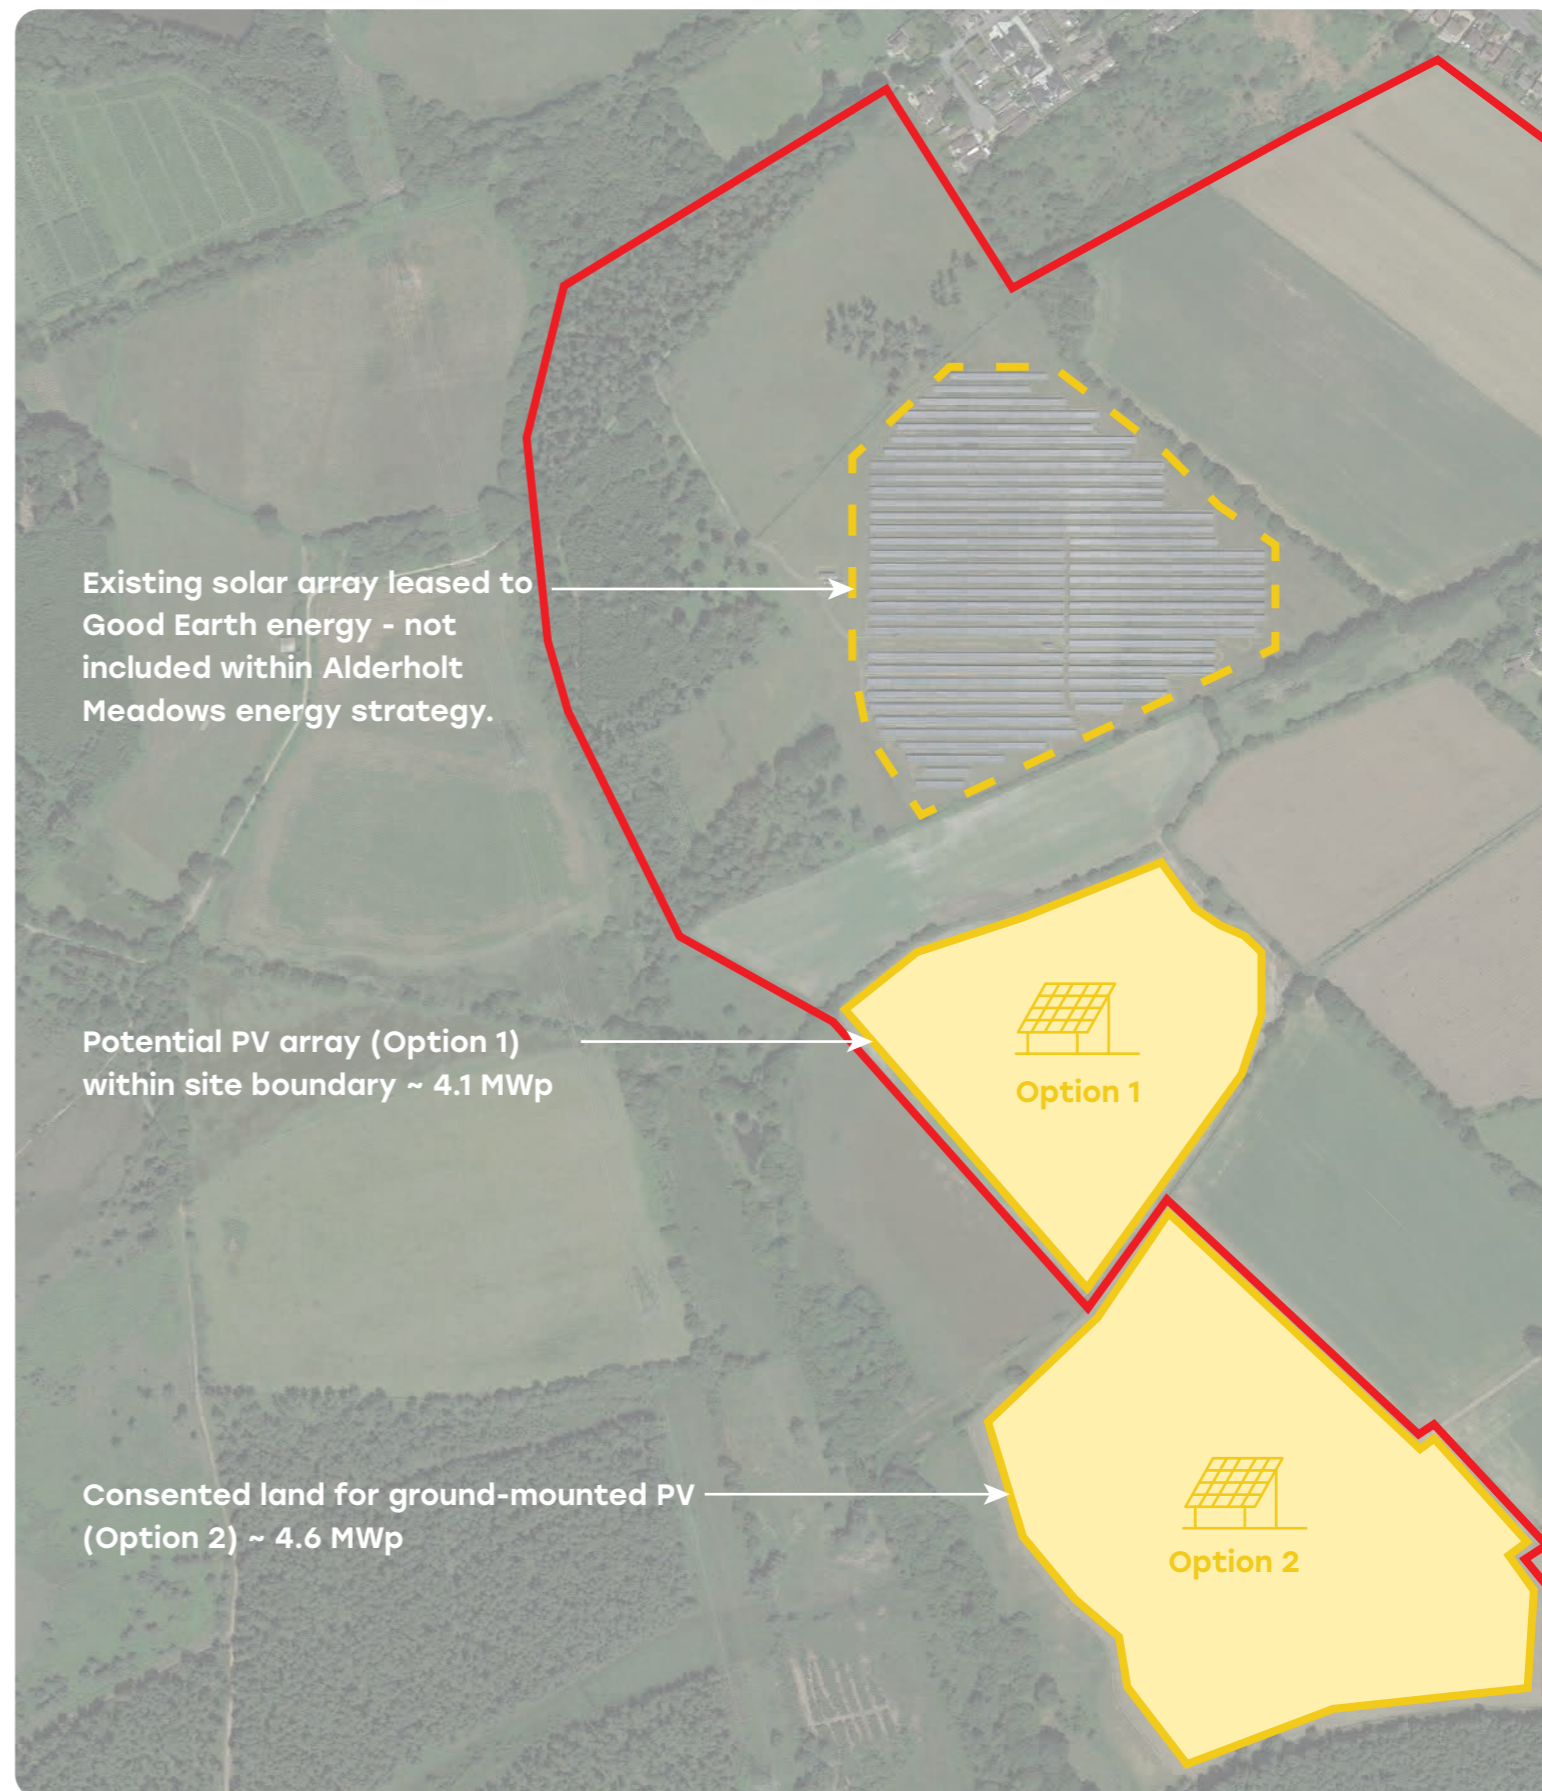 Existing solar array leased to
Good Earth energy - not
included within Alderholt
Meadows energy strategy.
Potential PV array (Option 1)
within site boundary ~ 4.1 MWp
Option 1
Consented land for ground-mounted PV
(Option 2) ~ 4.6 MWp
Option 2